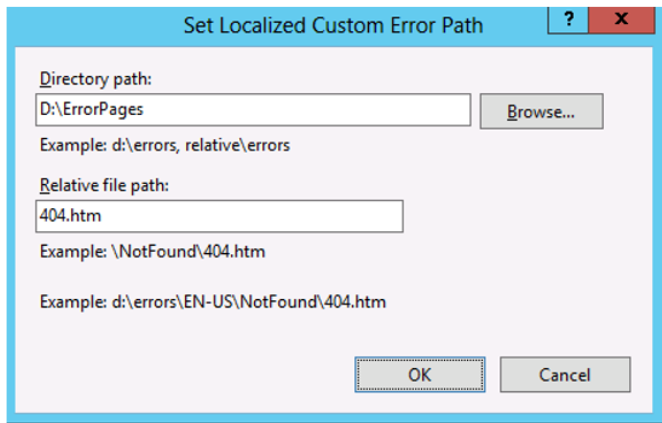 Set Localized Custom Error Path
?
x
Directory path:
D:\ErrorPages
Browse...
Example: d:\errors, relative\errors
Relative file path:
404.htm
Example: \NotFound\404.htm
Example: d:\errors\EN-US\NotFound\404.htm
OK
Cancel